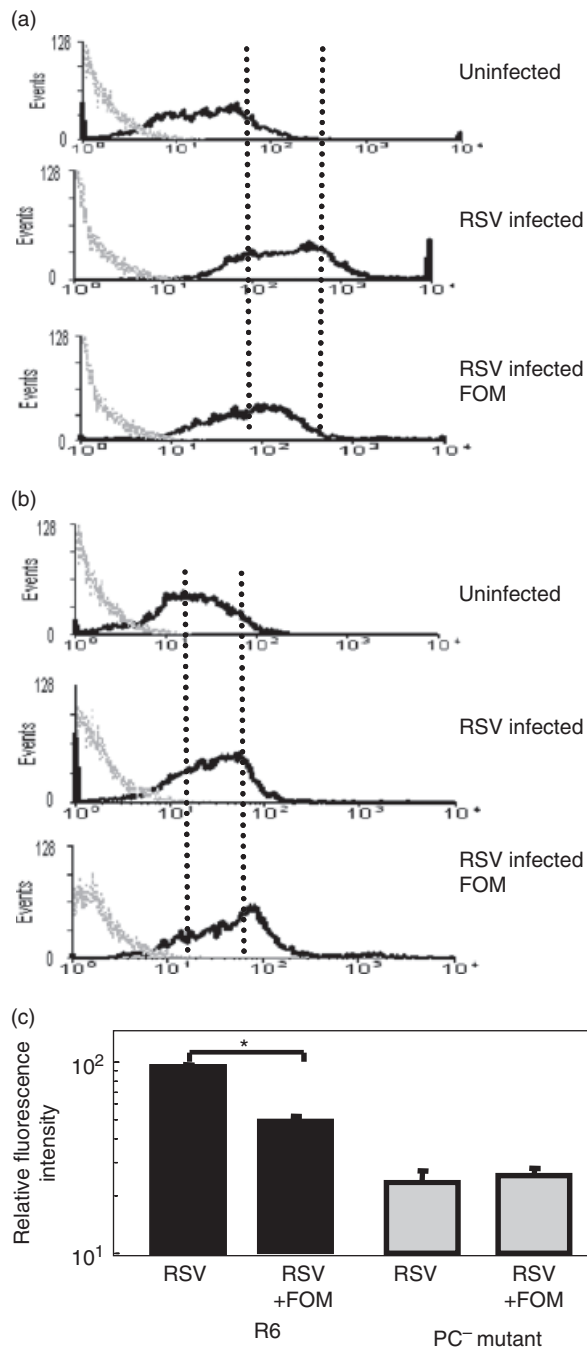 (a)
128
Events
0
10⁰ 10¹ 10² 10³ 10⁴
Uninfected
128
Events
0
10⁰ 10¹ 10² 10³ 10⁴
RSV infected
128
Events
0
10⁰ 10¹ 10² 10³ 10⁴
RSV infected
FOM
(b)
128
Events
0
10⁰ 10¹ 10² 10³ 10⁴
Uninfected
128
Events
0
10⁰ 10¹ 10² 10³ 10⁴
RSV infected
128
Events
0
10⁰ 10¹ 10² 10³ 10⁴
RSV infected
FOM
(c)
Relative fluorescence
intensity
10²
10¹
*
RSV RSV RSV RSV
+FOM +FOM
R6 PC⁻ mutant